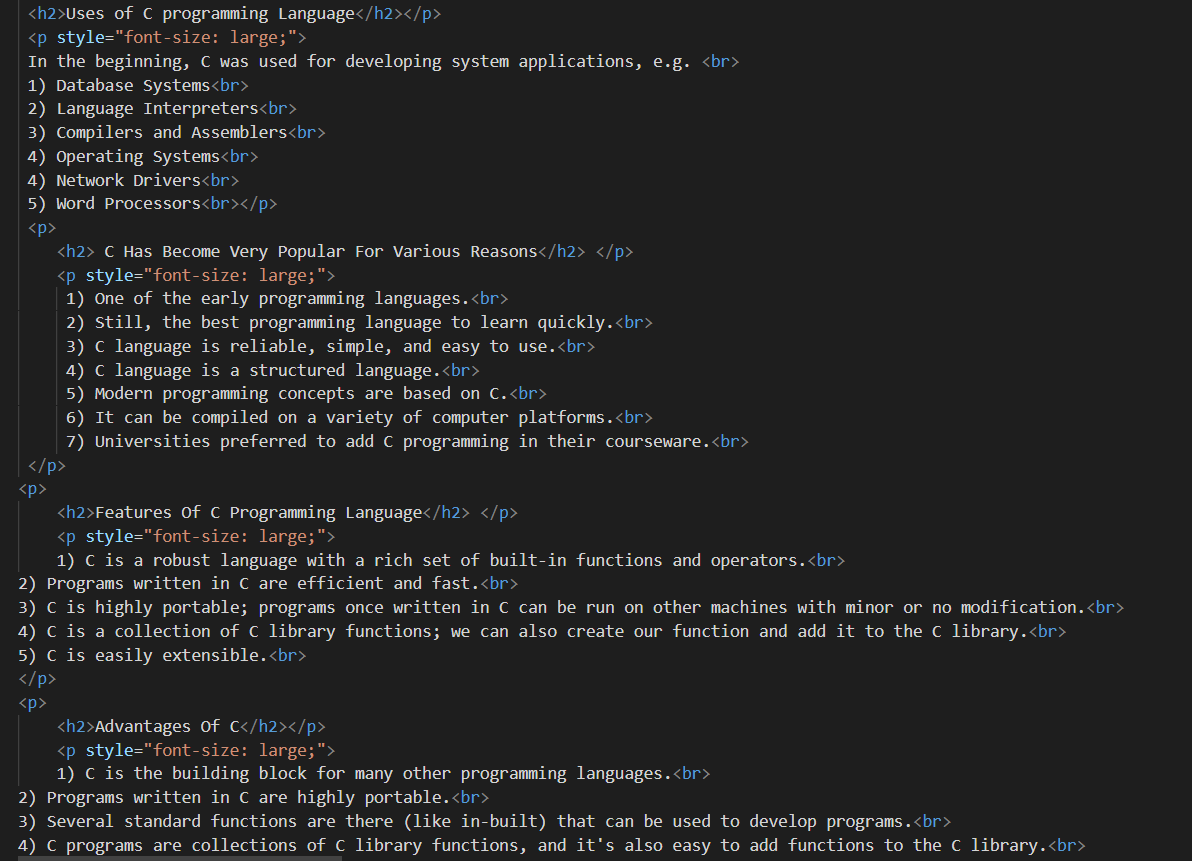 <h2>Uses of C programming Language</h2></p>
<p style="font-size: large;">
In the beginning, C was used for developing system applications, e.g. <br>
1) Database Systems<br>
2) Language Interpreters<br>
3) Compilers and Assemblers<br>
4) Operating Systems<br>
4) Network Drivers<br>
5) Word Processors<br></p>
<p>
<h2> C Has Become Very Popular For Various Reasons</h2> </p>
<p style="font-size: large;">
1) One of the early programming languages.<br>
2) Still, the best programming language to learn quickly.<br>
3) C language is reliable, simple, and easy to use.<br>
4) C language is a structured language.<br>
5) Modern programming concepts are based on C.<br>
6) It can be compiled on a variety of computer platforms.<br>
7) Universities preferred to add C programming in their courseware.<br>
</p>
<p>
<h2>Features Of C Programming Language</h2> </p>
<p style="font-size: large;">
1) C is a robust language with a rich set of built-in functions and operators.<br>
2) Programs written in C are efficient and fast.<br>
3) C is highly portable; programs once written in C can be run on other machines with minor or no modification.<br>
4) C is a collection of C library functions; we can also create our function and add it to the C library.<br>
5) C is easily extensible.<br>
</p>
<p>
<h2>Advantages Of C</h2></p>
<p style="font-size: large;">
1) C is the building block for many other programming languages.<br>
2) Programs written in C are highly portable.<br>
3) Several standard functions are there (like in-built) that can be used to develop programs.<br>
4) C programs are collections of C library functions, and it's also easy to add functions to the C library.<br>